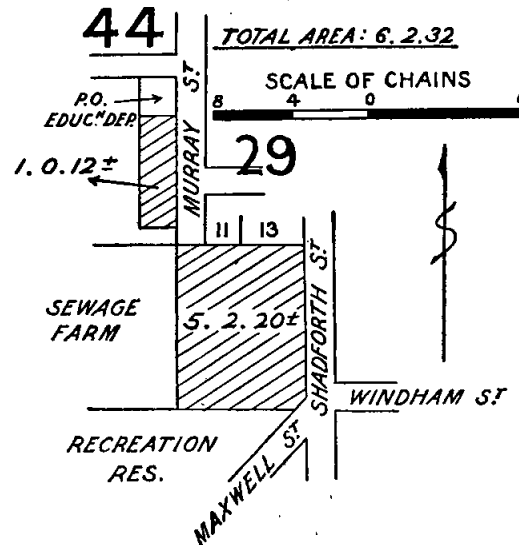 44
TOTAL AREA: 6. 2. 32
SCALE OF CHAINS
8 4 0
P.O.
EDUCN. DEP.
MURRAY ST
29
1. 0. 12 ±
11 13
SEWAGE
FARM
5. 2. 20±
SHADFORTH ST
WINDHAM ST
RECREATION
RES.
MAXWELL ST